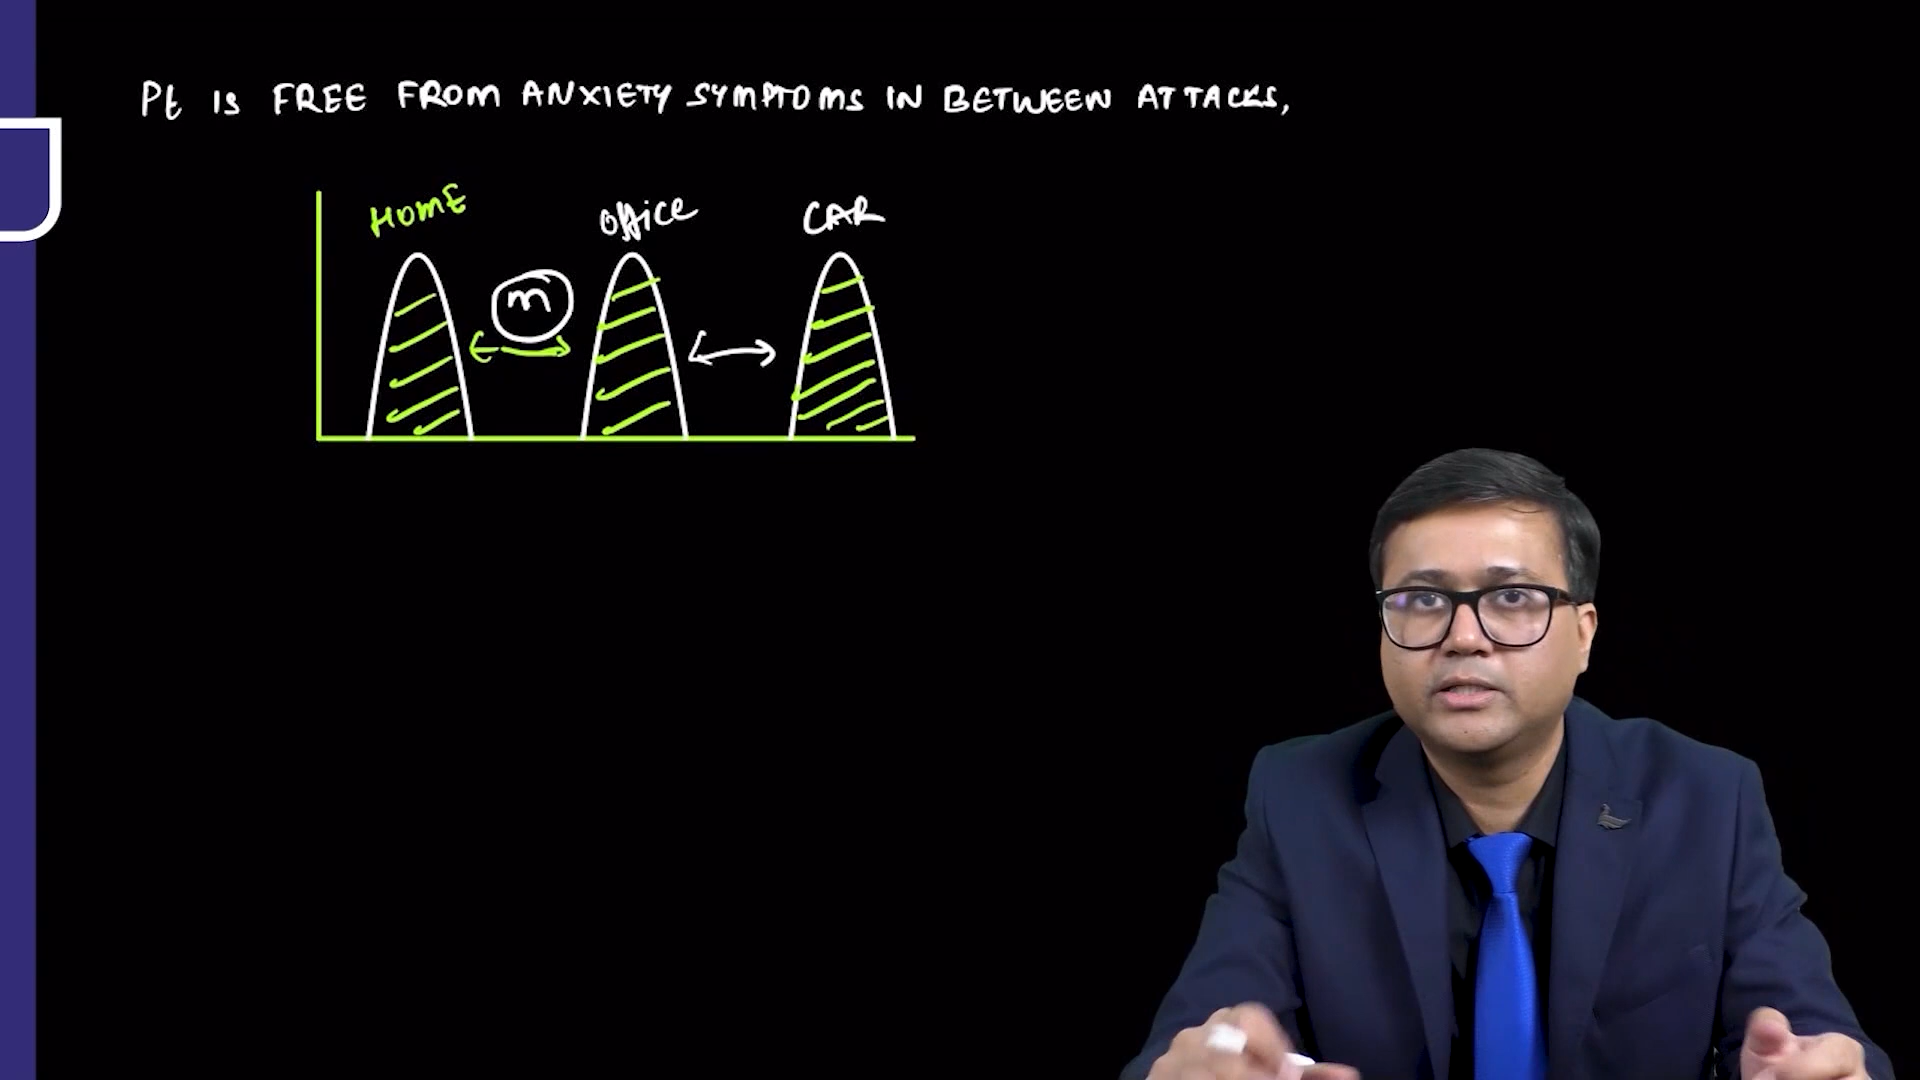 Pt IS FREE FROM ANXIETY SYMPTOMS IN BETWEEN ATTACKS,
HOME Office CAR
m